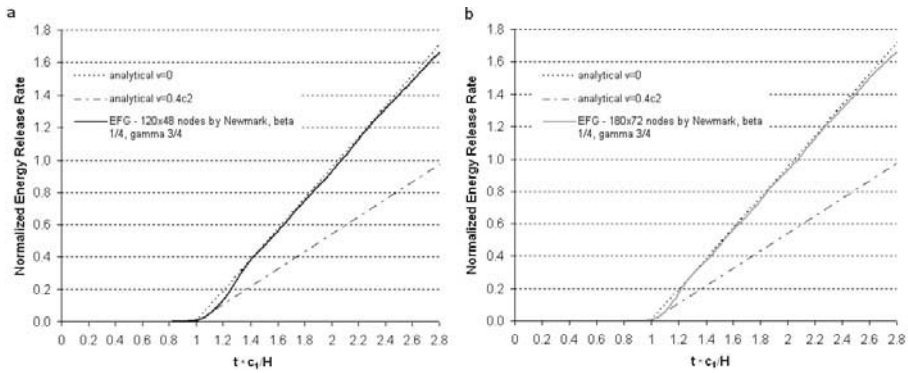 a
Normalized Energy Release Rate
1.8
1.6
1.4
1.2
1.0
0.8
0.6
0.4
0.2
0.0
analytical v=0
analytical v=0.4c2
EFG - 120x48 nodes by Newmark, beta
1/4, gamma 3/4
0 0.2 0.4 0.6 0.8 1 1.2 1.4 1.6 1.8 2 2.2 2.4 2.6 2.8
t * c₁/H
b
Normalized Energy Release Rate
1.8
1.6
1.4
1.2
1.0
0.8
0.6
0.4
0.2
0.0
analytical v=0
analytical v=0.4c2
EFG - 180x72 nodes by Newmark, beta
1/4, gamma 3/4
0 0.2 0.4 0.6 0.8 1 1.2 1.4 1.6 1.8 2 2.2 2.4 2.6 2.8
t * c₁/H